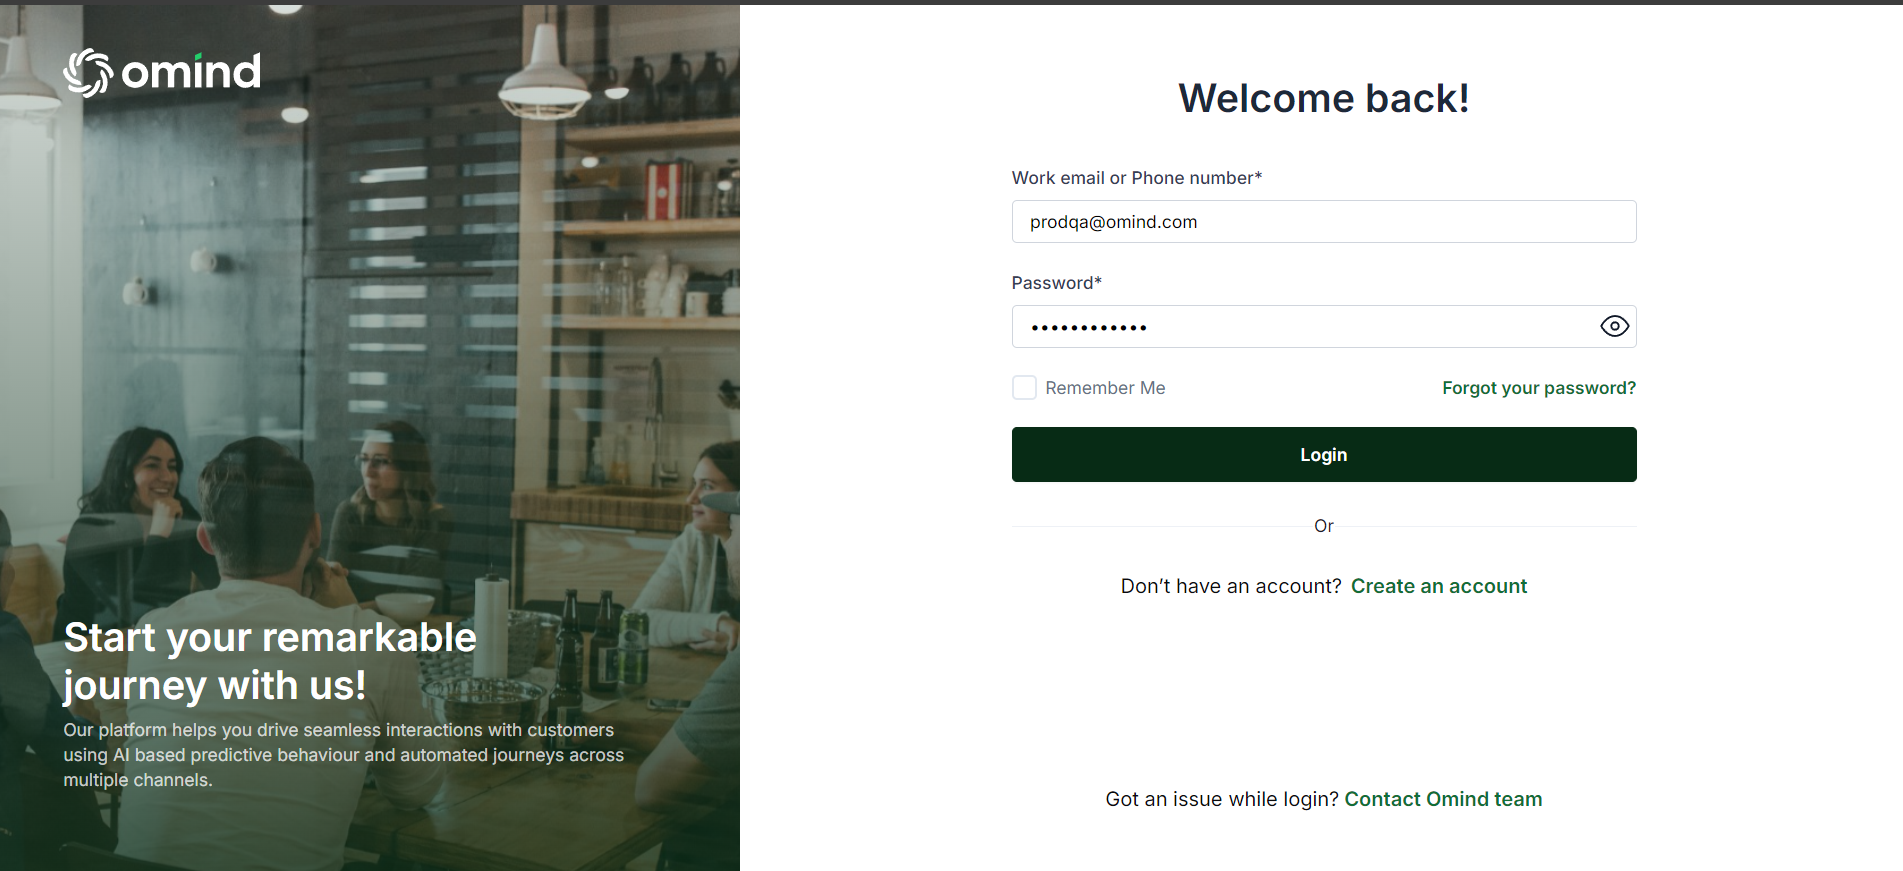 omind
Start your remarkable
journey with us!
Our platform helps you drive seamless interactions with customers
using AI based predictive behaviour and automated journeys across
multiple channels.
Welcome back!
Work email or Phone number*
prodqa@omind.com
Password*
••••••••••••
Remember Me
Forgot your password?
Login
Or
Don’t have an account? Create an account
Got an issue while login? Contact Omind team